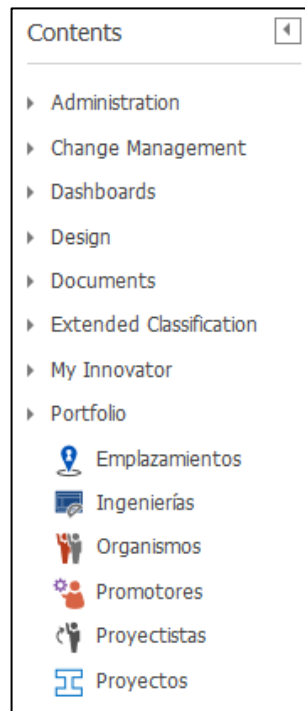 Contents
Administration
Change Management
Dashboards
Design
Documents
Extended Classification
My Innovator
Portfolio
Emplazamientos
Ingenierías
Organismos
Promotores
Proyectistas
Proyectos